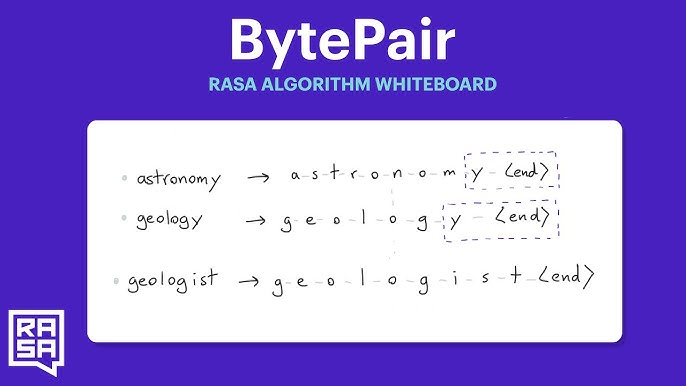 BytePair
RASA ALGORITHM WHITEBOARD
• astronomy → a-s-t-r-o-n-o-m-y-<end>
• geology → g-e-o-l-o-g-y-<end>
• geologist → g-e-o-l-o-g-i-s-t-<end>
RASA